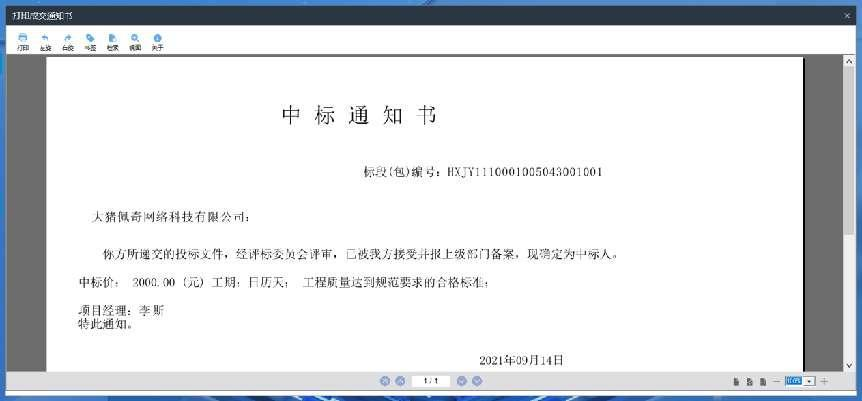 打印成交通知书
打印 左旋 右旋 标签 检索 视图 关于
中标通知书
标段(包)编号：HXJY1110001005043001001
大猪佩奇网络科技有限公司：
你方所递交的投标文件，经评标委员会评审，已被我方接受并报上级部门备案，现确定为中标人。
中标价： 2000.00 (元) 工期：日历天； 工程质量达到规范要求的合格标准；
项目经理：李斯
特此通知。
2021年09月14日
1 / 1
100%